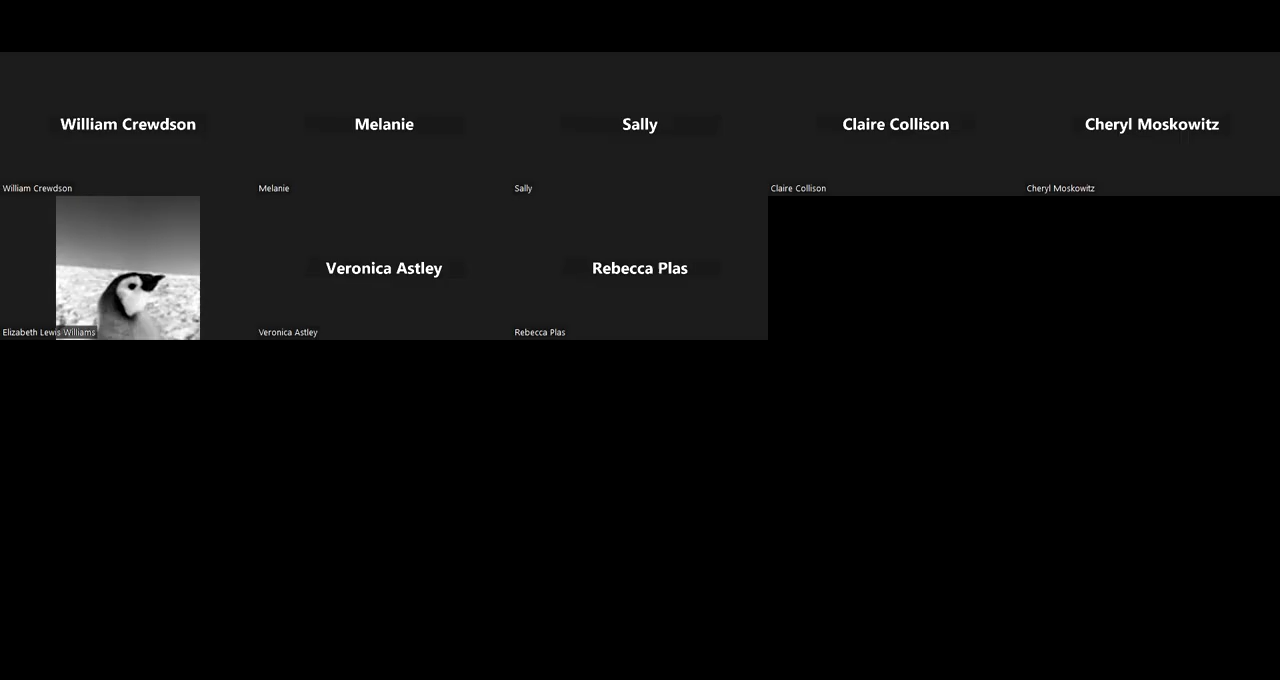 William Crewdson
Melanie
Sally
Claire Collison
Cheryl Moskowitz
William Crewdson
Melanie
Sally
Claire Collison
Cheryl Moskowitz
Veronica Astley
Rebecca Plas
Elizabeth Lewis Williams
Veronica Astley
Rebecca Plas